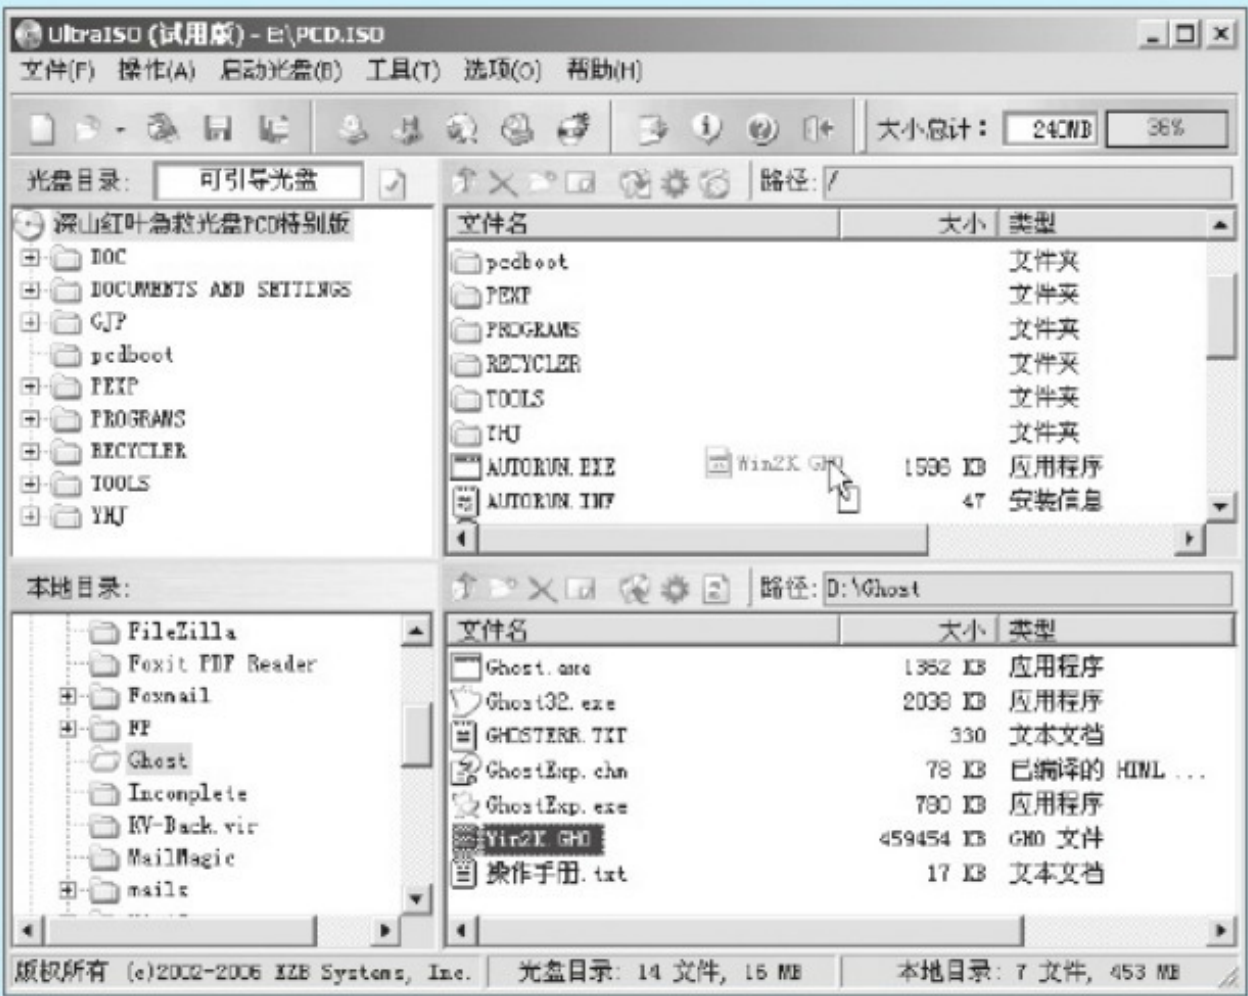 UltraISO (试用版) - E:\PCD.ISO
文件(F) 操作(A) 启动光盘(B) 工具(T) 选项(O) 帮助(H)
大小总计: 240MB 36%
光盘目录: 可引导光盘
路径: /
深山红叶急救光盘PCD特别版
DOC
DOCUMENTS AND SETTINGS
GJP
pcdboot
PEXP
PROGRAMS
RECYCLER
TOOLS
YHJ
文件名 大小 类型
pcdboot 文件夹
PEXP 文件夹
PROGRAMS 文件夹
RECYCLER 文件夹
TOOLS 文件夹
YHJ 文件夹
AUTORUN.EXE 1596 KB 应用程序
Win2K.GHO
AUTORUN.INF 47 安装信息
本地目录:
路径: D:\Ghost
FileZilla
Foxit PDF Reader
Foxmail
FP
Ghost
Incomplete
KV-Back.vir
MailMagic
mails
文件名 大小 类型
Ghost.exe 1362 KB 应用程序
Ghost32.exe 2038 KB 应用程序
GHOSTERR.TXT 330 文本文档
GhostExp.chm 78 KB 已编译的 HTML ...
GhostExp.exe 780 KB 应用程序
Win2K.GHO 459454 KB GHO 文件
操作手册.txt 17 KB 文本文档
版权所有 (c)2002-2006 EZB Systems, Inc.
光盘目录: 14 文件, 16 MB
本地目录: 7 文件, 453 MB